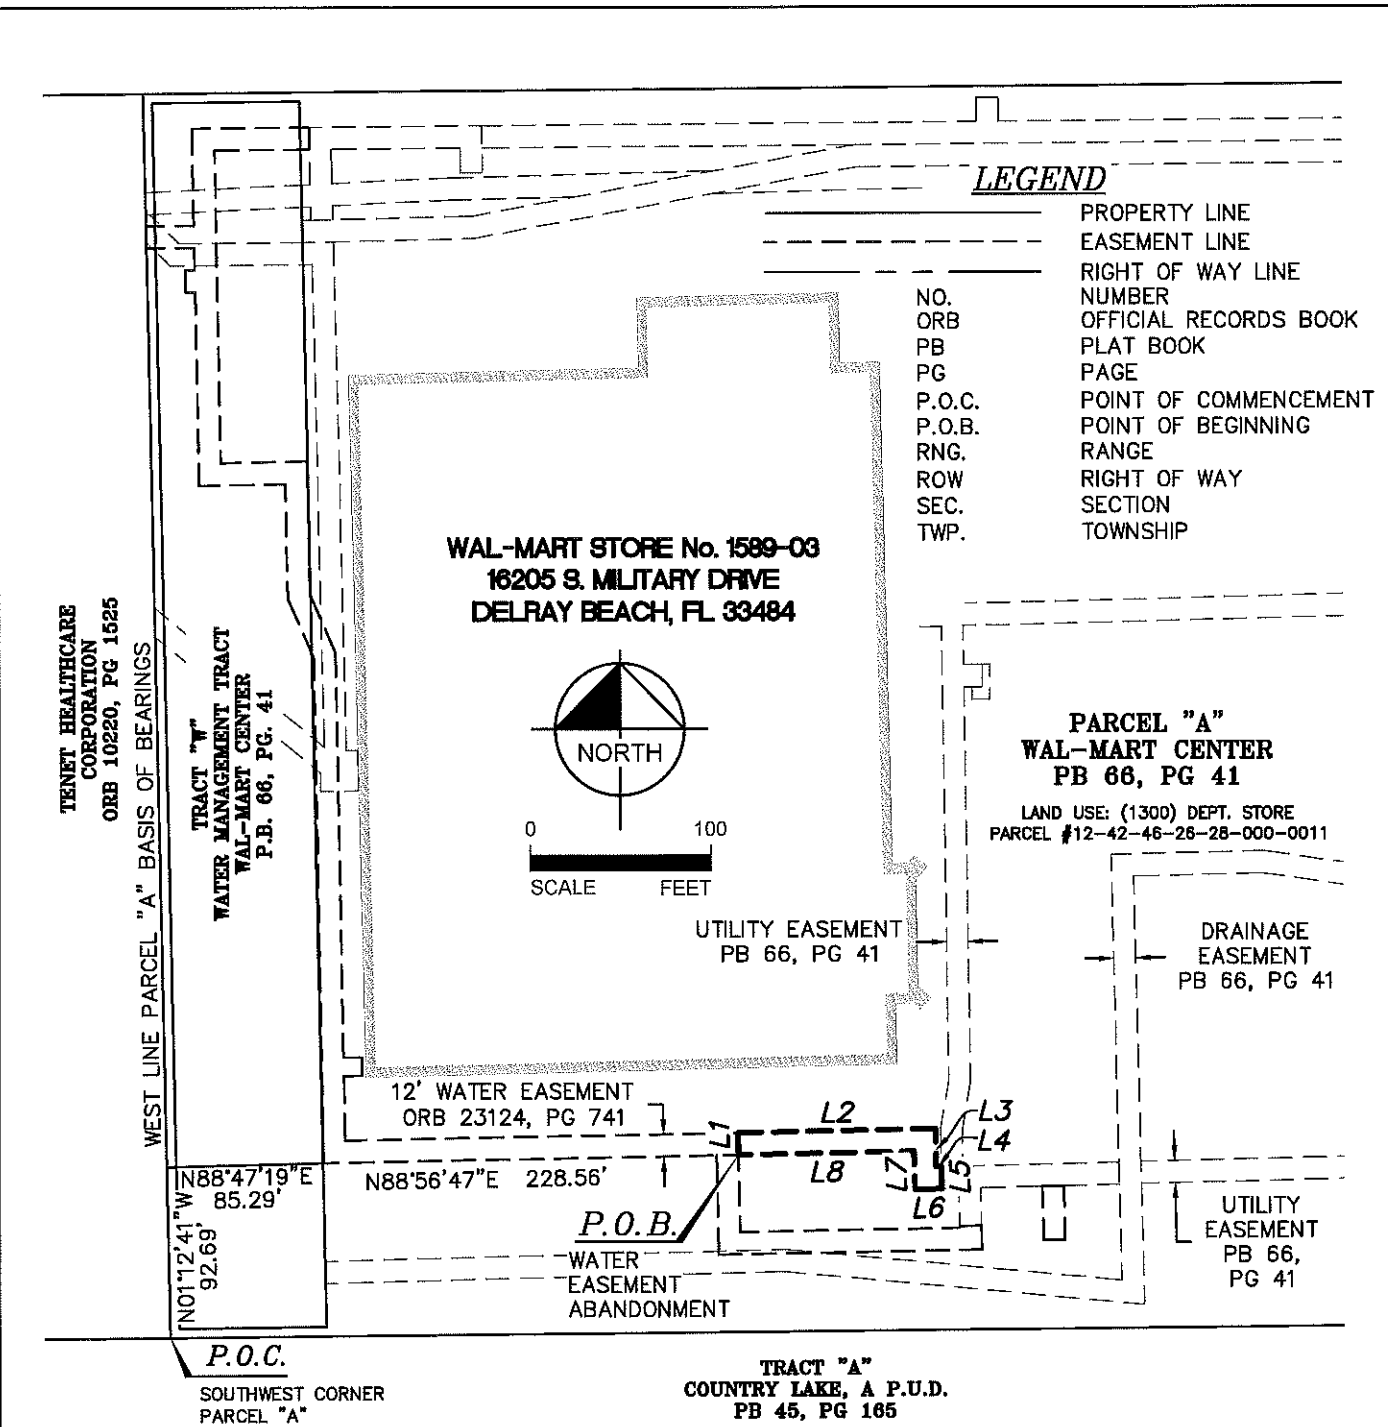 LEGEND
PROPERTY LINE
EASEMENT LINE
RIGHT OF WAY LINE
NO. NUMBER
ORB OFFICIAL RECORDS BOOK
PB PLAT BOOK
PG PAGE
P.O.C. POINT OF COMMENCEMENT
P.O.B. POINT OF BEGINNING
RNG. RANGE
ROW RIGHT OF WAY
SEC. SECTION
TWP. TOWNSHIP
WAL-MART STORE No. 1589-03
16205 S. MILITARY DRIVE
DELRAY BEACH, FL 33484
NORTH
0 100
SCALE FEET
TENET HEALTHCARE
CORPORATION
ORB 10220, PG 1525
WEST LINE PARCEL "A" BASIS OF BEARINGS
TRACT "W"
WATER MANAGEMENT TRACT
WAL-MART CENTER
P.B. 66, PG. 41
PARCEL "A"
WAL-MART CENTER
PB 66, PG 41
LAND USE: (1300) DEPT. STORE
PARCEL #12-42-46-26-28-000-0011
UTILITY EASEMENT
PB 66, PG 41
DRAINAGE
EASEMENT
PB 66, PG 41
12' WATER EASEMENT
ORB 23124, PG 741
L1
L2
L3
L4
L5
L6
L7
L8
N88°47'19"E
85.29'
N88°56'47"E 228.56'
N01°12'41"W
92.69'
P.O.B.
WATER
EASEMENT
ABANDONMENT
UTILITY
EASEMENT
PB 66,
PG 41
P.O.C.
SOUTHWEST CORNER
PARCEL "A"
TRACT "A"
COUNTRY LAKE, A P.U.D.
PB 45, PG 165